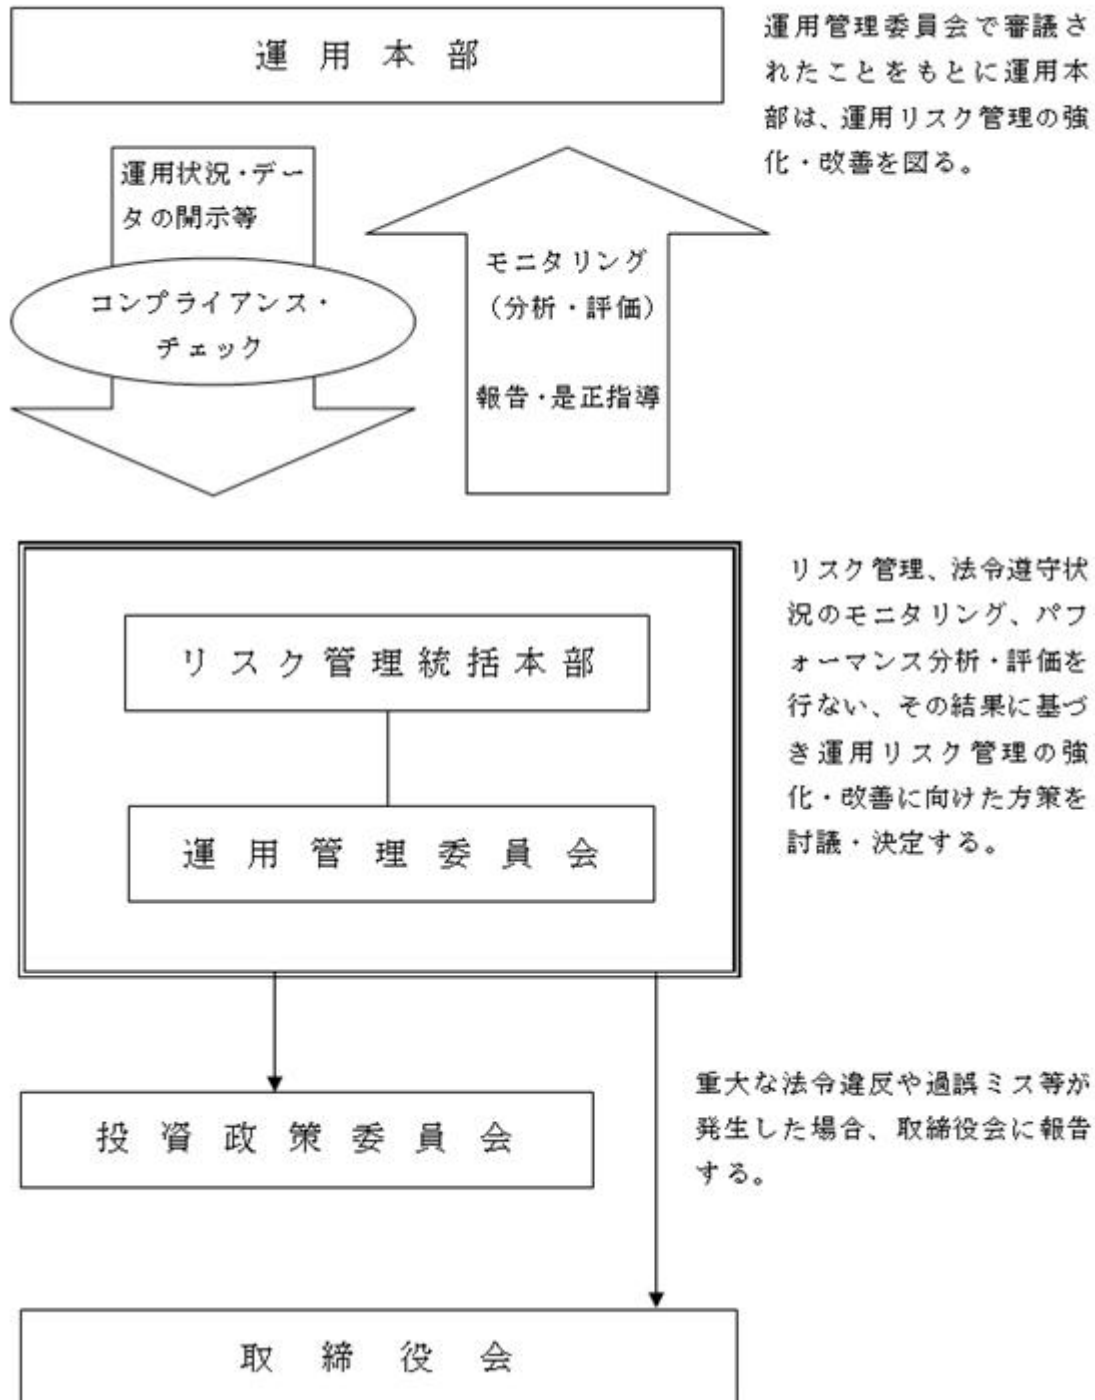 運用本部
運用管理委員会で審議さ
れたことをもとに運用本
部は、運用リスク管理の強
化・改善を図る。
運用状況・デー
タの開示等
コンプライアンス・
チェック
モニタリング
（分析・評価）
報告・是正指導
リスク管理統括本部
運用管理委員会
リスク管理、法令遵守状
況のモニタリング、パフ
ォーマンス分析・評価を
行ない、その結果に基づ
き運用リスク管理の強
化・改善に向けた方策を
討議・決定する。
投資政策委員会
重大な法令違反や過誤ミス等が
発生した場合、取締役会に報告
する。
取締役会